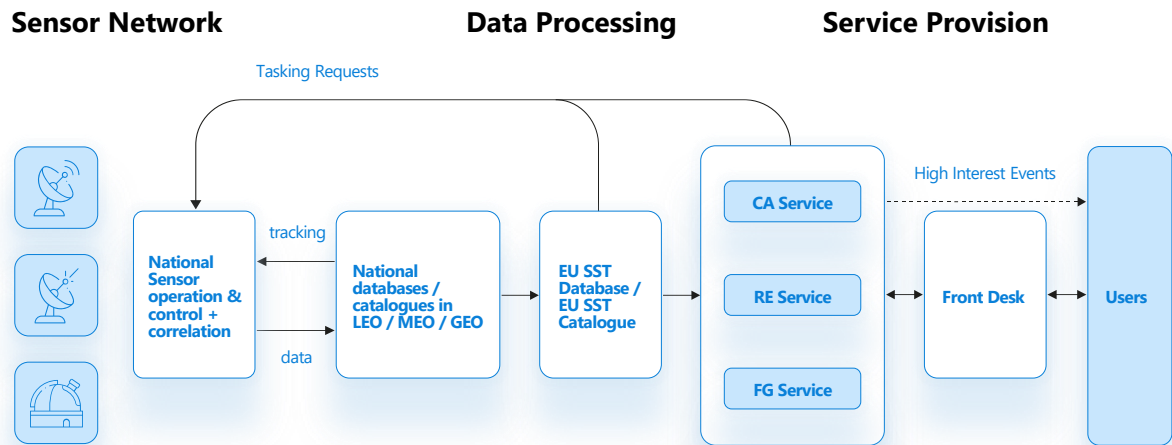 Sensor Network
Data Processing
Service Provision
Tasking Requests
High Interest Events
CA Service
tracking
National
Sensor
operation &
control +
correlation
National
databases /
catalogues in
LEO / MEO / GEO
EU SST
Database /
EU SST
Catalogue
RE Service
Front Desk
Users
data
FG Service